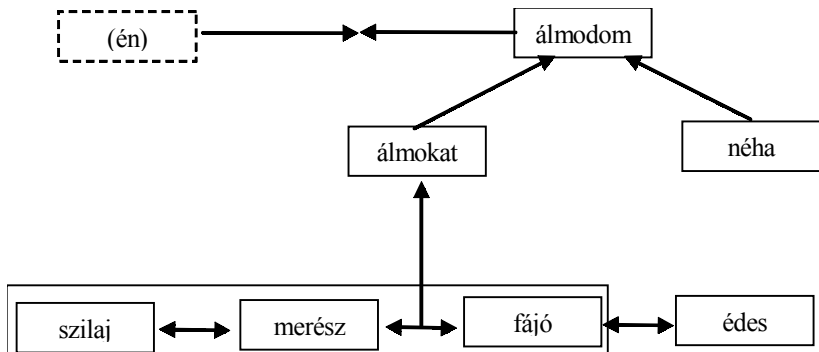 (én) álmodom
álmokat néha
szilaj merész fájó édes